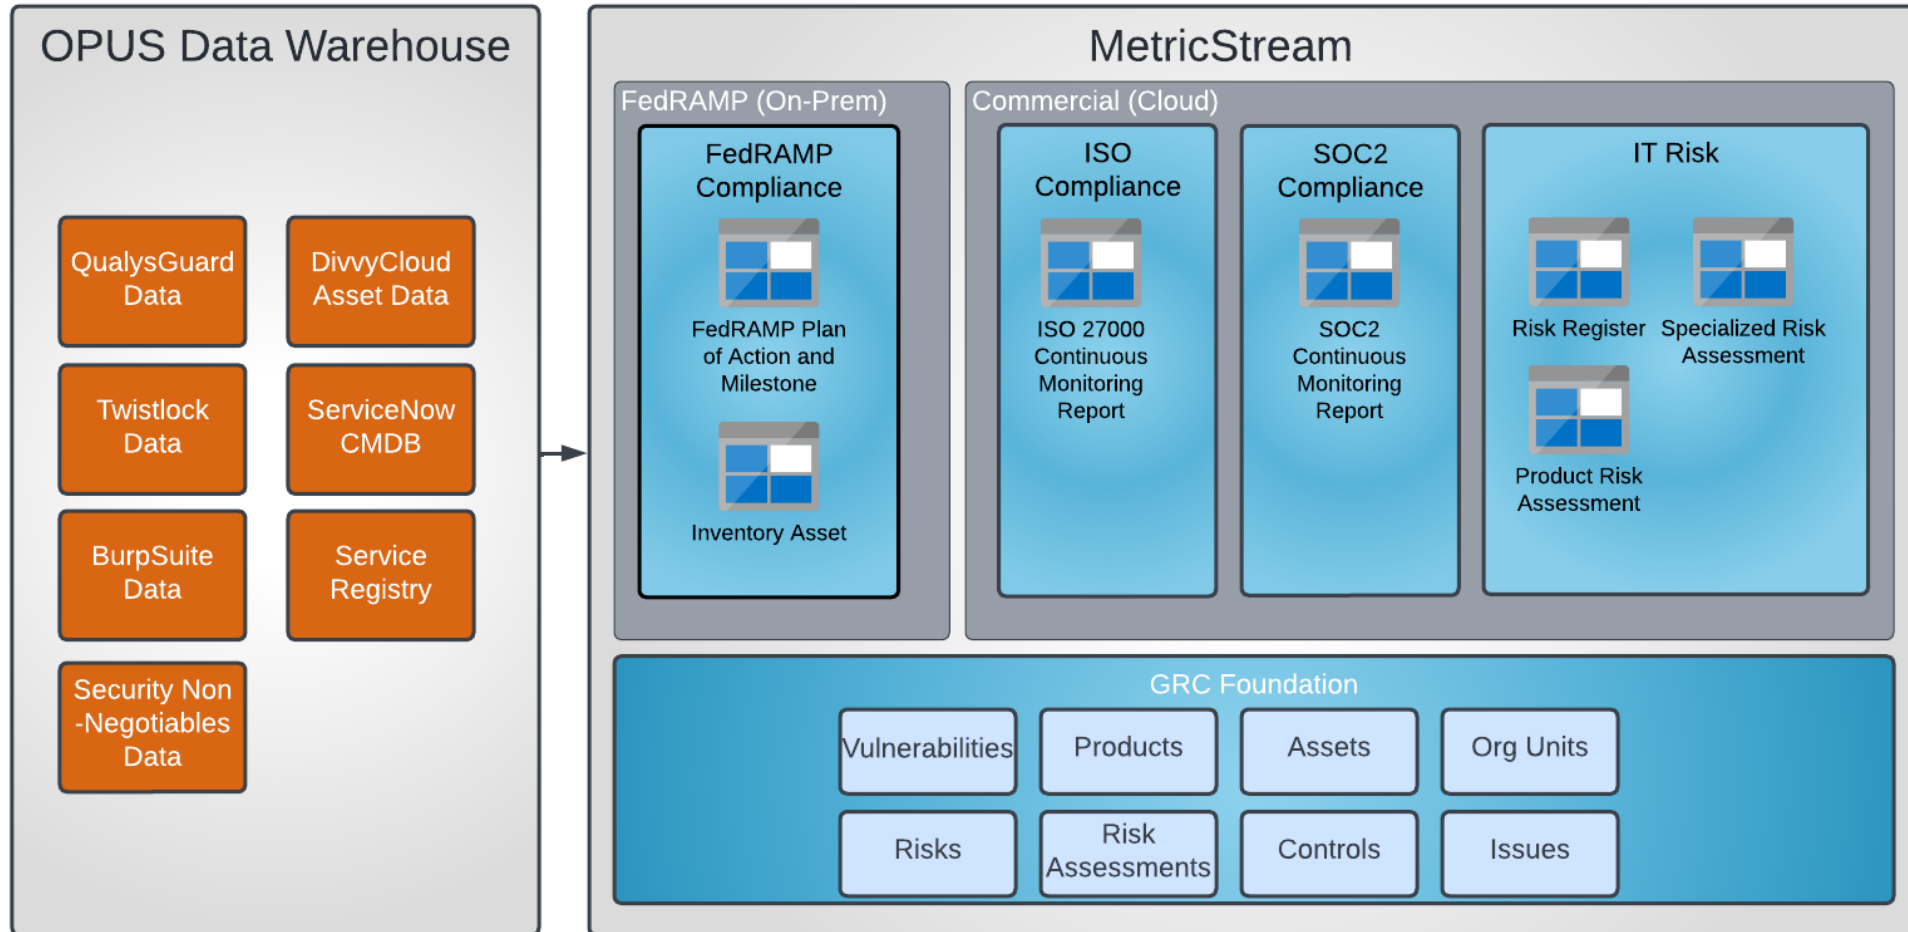 OPUS Data Warehouse
QualysGuard
Data
DivvyCloud
Asset Data
Twistlock
Data
ServiceNow
CMDB
BurpSuite
Data
Service
Registry
Security Non
-Negotiables
Data
MetricStream
FedRAMP (On-Prem)
FedRAMP
Compliance
FedRAMP Plan
of Action and
Milestone
Inventory Asset
Commercial (Cloud)
ISO
Compliance
ISO 27000
Continuous
Monitoring
Report
SOC2
Compliance
SOC2
Continuous
Monitoring
Report
IT Risk
Risk Register
Specialized Risk
Assessment
Product Risk
Assessment
GRC Foundation
Vulnerabilities
Products
Assets
Org Units
Risks
Risk
Assessments
Controls
Issues